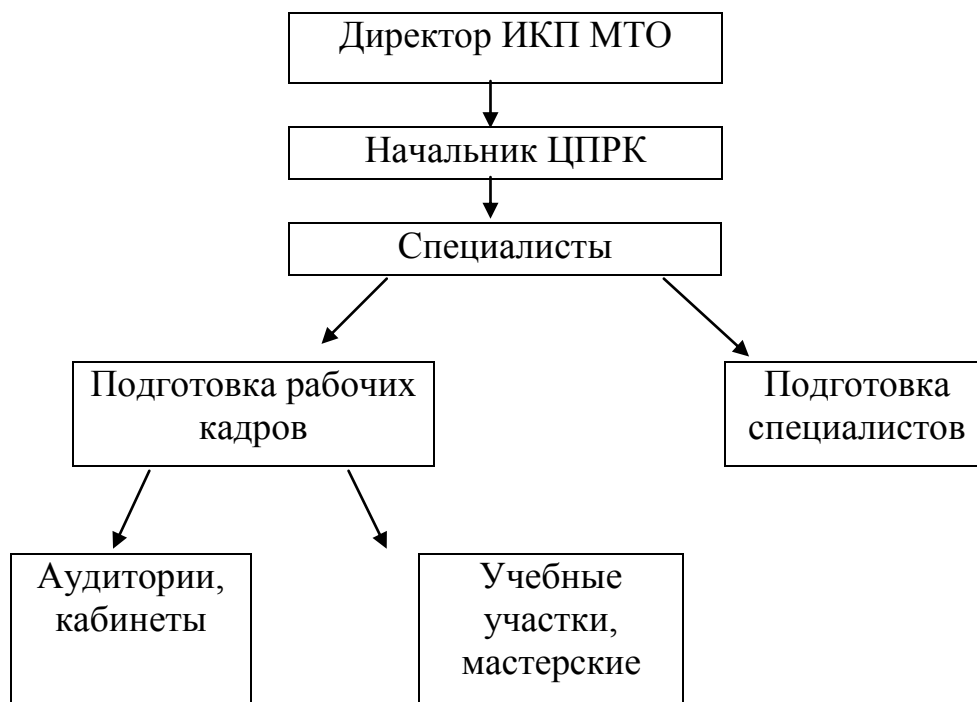 Директор ИКП МТО
Начальник ЦПРК
Специалисты
Подготовка рабочих
кадров
Подготовка
специалистов
Аудитории,
кабинеты
Учебные
участки,
мастерские